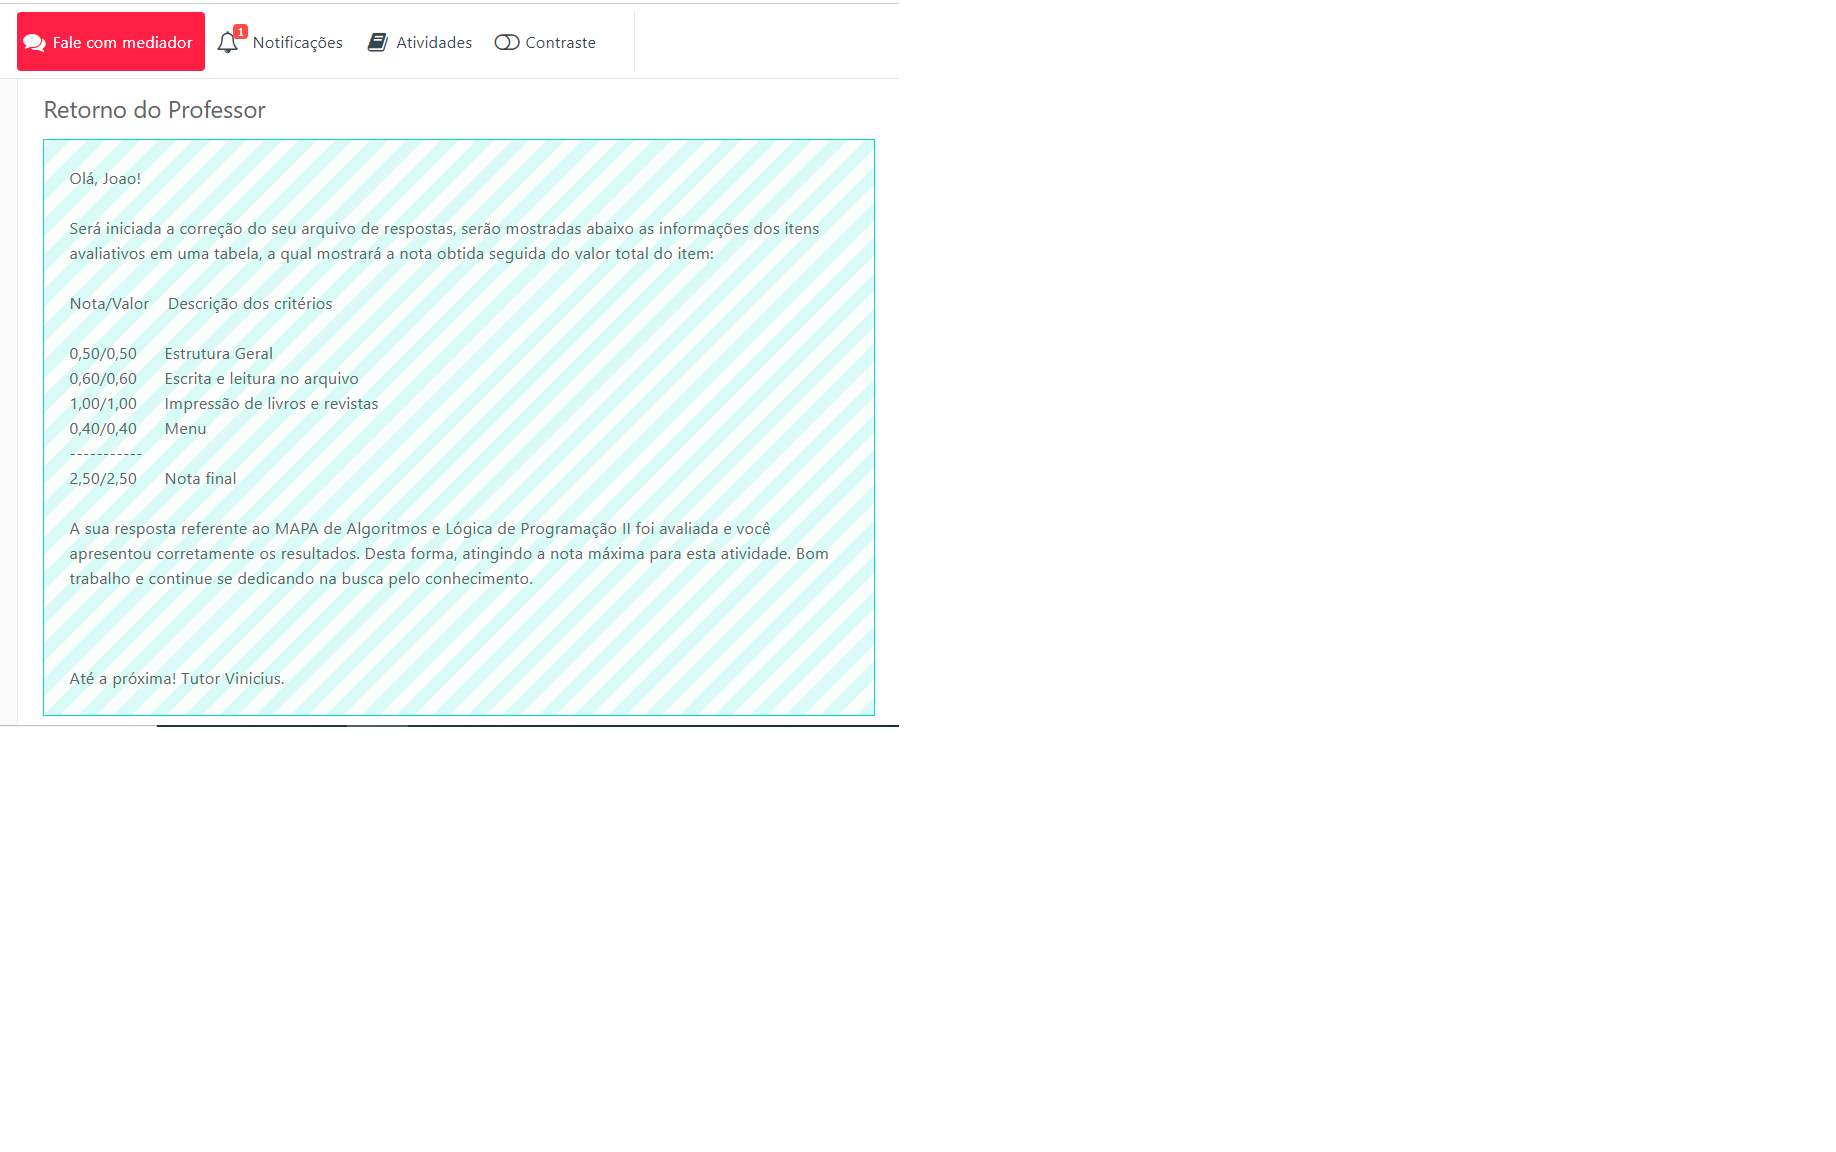 Fale com mediador 1 Notificações Atividades Contraste
Retorno do Professor
Olá, Joao!
Será iniciada a correção do seu arquivo de respostas, serão mostradas abaixo as informações dos itens
avaliativos em uma tabela, a qual mostrará a nota obtida seguida do valor total do item:
Nota/Valor Descrição dos critérios
0,50/0,50 Estrutura Geral
0,60/0,60 Escrita e leitura no arquivo
1,00/1,00 Impressão de livros e revistas
0,40/0,40 Menu
-----------
2,50/2,50 Nota final
A sua resposta referente ao MAPA de Algoritmos e Lógica de Programação II foi avaliada e você
apresentou corretamente os resultados. Desta forma, atingindo a nota máxima para esta atividade. Bom
trabalho e continue se dedicando na busca pelo conhecimento.
Até a próxima! Tutor Vinicius.